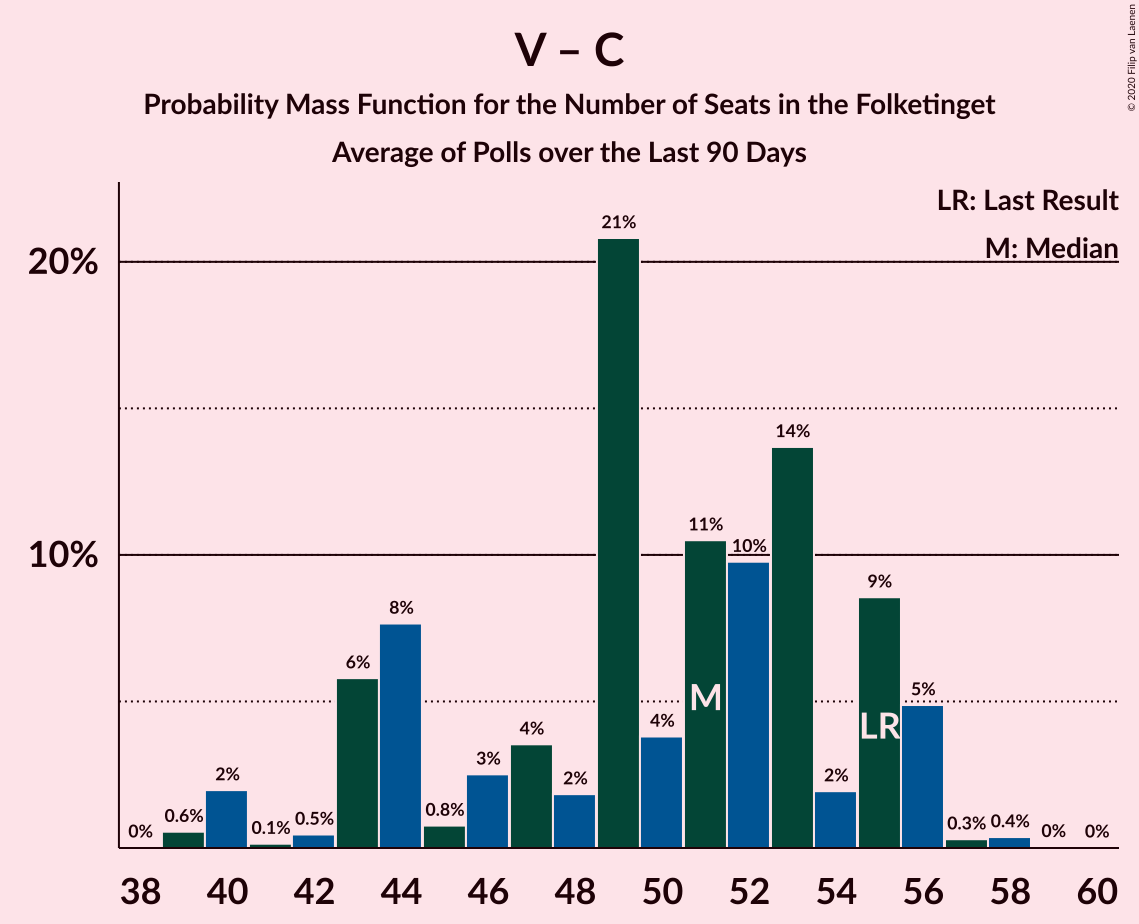 V – C
Probability Mass Function for the Number of Seats in the Folketinget
Average of Polls over the Last 90 Days
© 2020 Filip van Laenen
LR: Last Result
M: Median
20%
10%
0%
0.6%
2%
0.1%
0.5%
6%
8%
0.8%
3%
4%
2%
21%
4%
11%
10%
14%
2%
9%
5%
0.3%
0.4%
0%
0%
M
LR
38 40 42 44 46 48 50 52 54 56 58 60